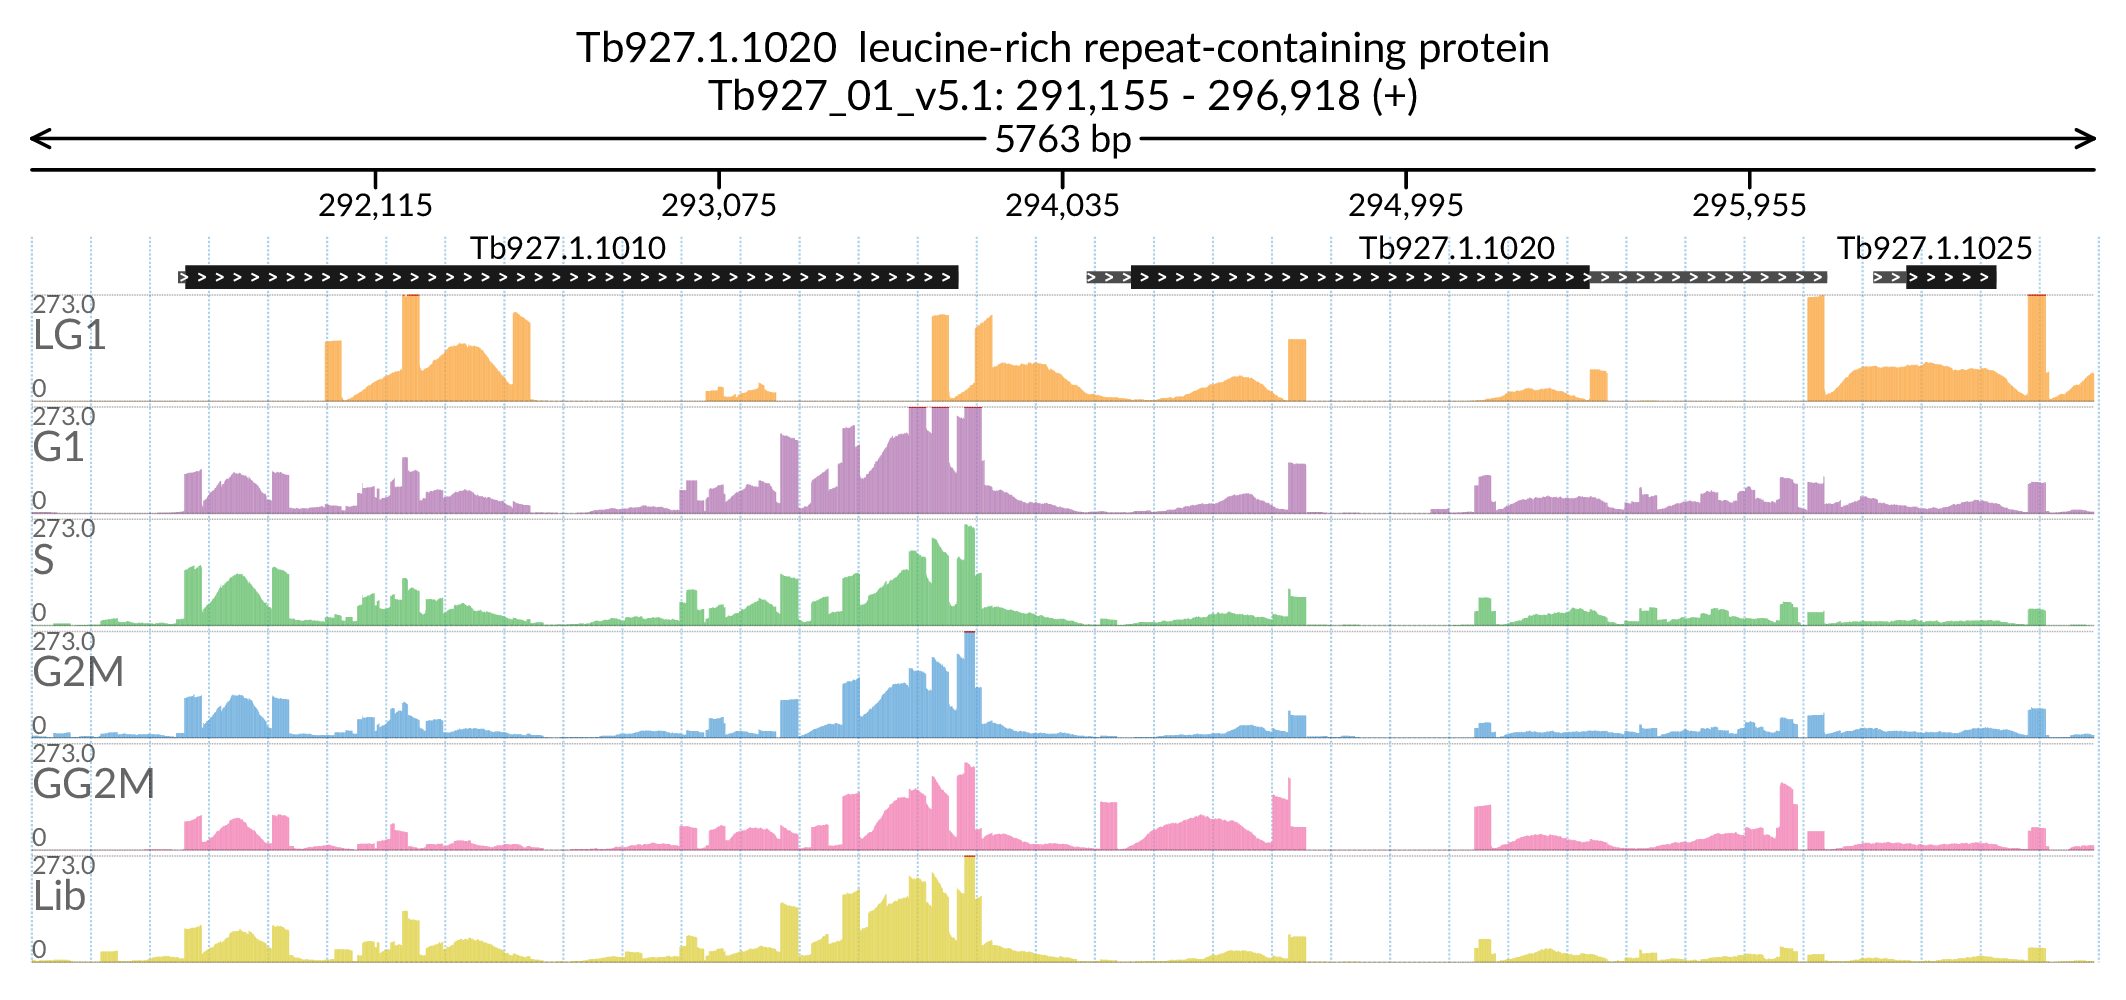 Tb927.1.1020 leucine-rich repeat-containing protein
Tb927_01_v5.1: 291,155 - 296,918 (+)
5763 bp
292,115 293,075 294,035 294,995 295,955
Tb927.1.1010 Tb927.1.1020 Tb927.1.1025
273.0
LG1
0
273.0
G1
0
273.0
S
0
273.0
G2M
0
273.0
GG2M
0
273.0
Lib
0